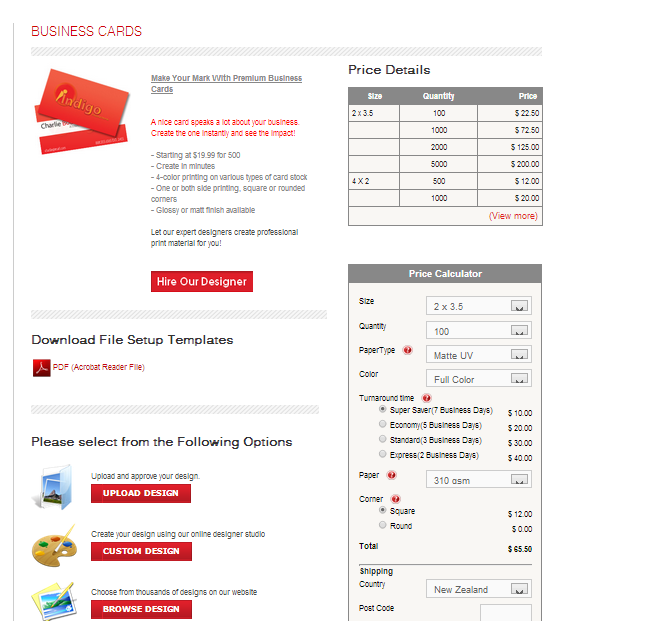 BUSINESS CARDS
indigo
Make Your Mark With Premium Business
Cards
A nice card speaks a lot about your business.
Create the one instantly and see the impact!
- Starting at $19.99 for 500
- Create in minutes
- 4-color printing on various types of card stock
- One or both side printing, square or rounded
corners
- Glossy or matt finish available
Let our expert designers create professional
print material for you!
Hire Our Designer
Download File Setup Templates
PDF (Acrobat Reader File)
Please select from the Following Options
Upload and approve your design.
UPLOAD DESIGN
Create your design using our online designer studio
CUSTOM DESIGN
Choose from thousands of designs on our website
BROWSE DESIGN
Price Details
Size Quantity Price
2 x 3.5 100 $ 22.50
1000 $ 72.50
2000 $ 125.00
5000 $ 200.00
4 X 2 500 $ 12.00
1000 $ 20.00
(View more)
Price Calculator
Size 2 x 3.5
Quantity 100
PaperType ? Matte UV
Color Full Color
Turnaround time ?
Super Saver(7 Business Days) $ 10.00
Economy(5 Business Days) $ 20.00
Standard(3 Business Days) $ 30.00
Express(2 Business Days) $ 40.00
Paper ? 310 gsm
Corner ?
Square $ 12.00
Round $ 0.00
Total $ 65.50
Shipping
Country New Zealand
Post Code